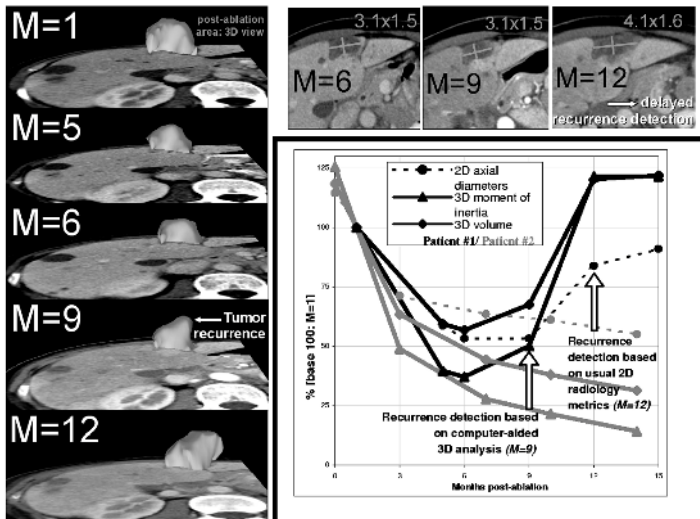 M=1
post-ablation
area: 3D view
M=5
M=6
M=9
Tumor
recurrence
M=12
3.1x1.5
M=6
3.1x1.5
M=9
4.1x1.6
M=12
delayed
recurrence detection
% [base 100: M=1]
125
100
75
50
25
0
2D axial
diameters
3D moment of
inertia
3D volume
Patient #1/ Patient #2
Recurrence detection based
on computer-aided
3D analysis (M=9)
Recurrence
detection based
on usual 2D
radiology
metrics (M=12)
0 3 6 9 12 15
Months post-ablation